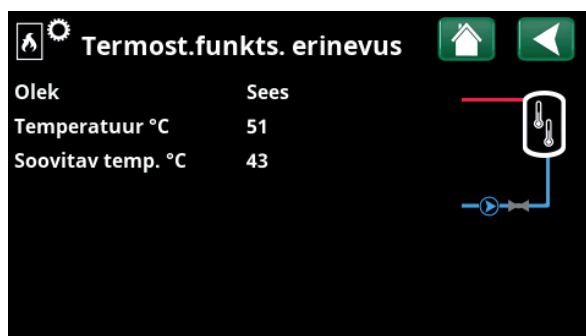 Termost.funkts. erinevus
Olek Sees
Temperatuur °C 51
Soovitav temp. °C 43